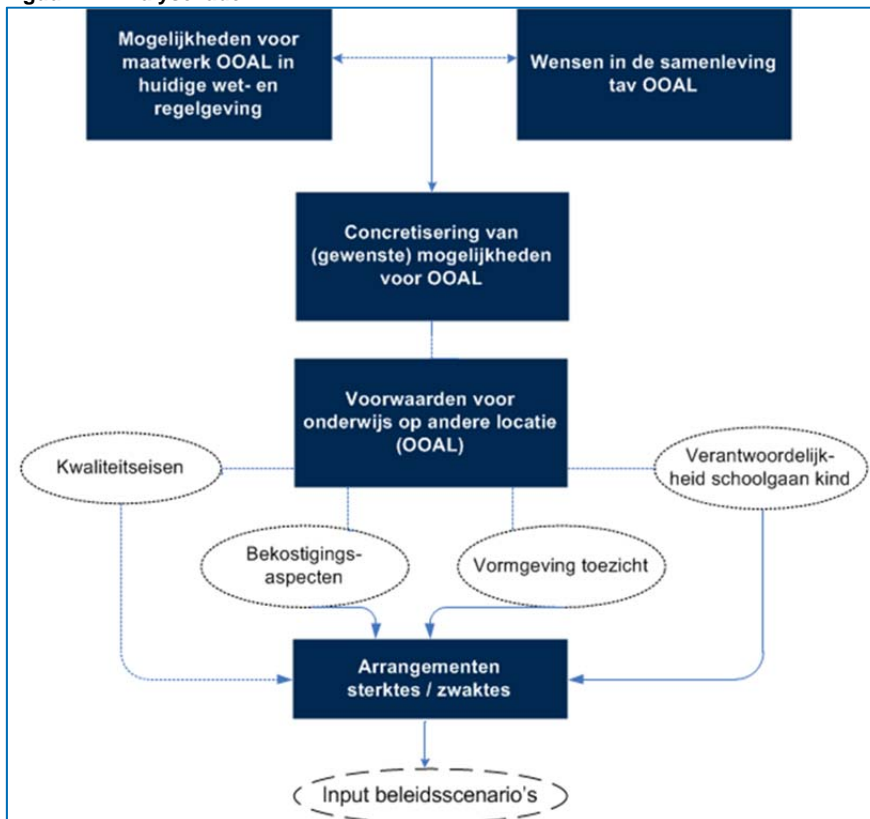 Mogelijkheden voor
maatwerk OOAL in
huidige wet- en
regelgeving
Wensen in de samenleving
tav OOAL
Concretisering van
(gewenste) mogelijkheden
voor OOAL
Voorwaarden voor
onderwijs op andere locatie
(OOAL)
Kwaliteitseisen
Verantwoordelijk-
heid schoolgaan kind
Bekostigings-
aspecten
Vormgeving toezicht
Arrangementen
sterktes / zwaktes
Input beleidsscenario's